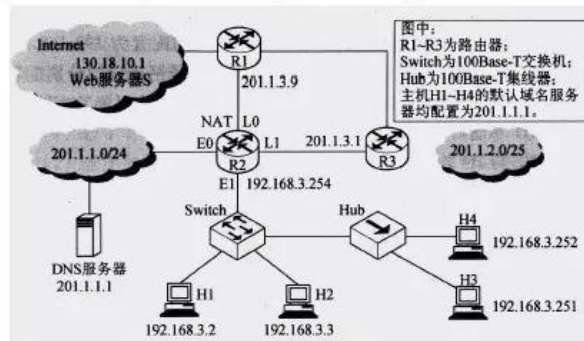 Internet
130.18.10.1
Web服务器S
R1
201.1.3.9
图中：
R1~R3为路由器；
Switch为100Base-T交换机；
Hub为100Base-T集线器；
主机H1~H4的默认域名服务
器均配置为201.1.1.1。
NAT
L0
201.1.1.0/24
E0
L1
201.1.3.1
R2
R3
201.1.2.0/25
E1
192.168.3.254
Switch
Hub
H4
192.168.3.252
DNS服务器
201.1.1.1
H1
H2
H3
192.168.3.251
192.168.3.2
192.168.3.3